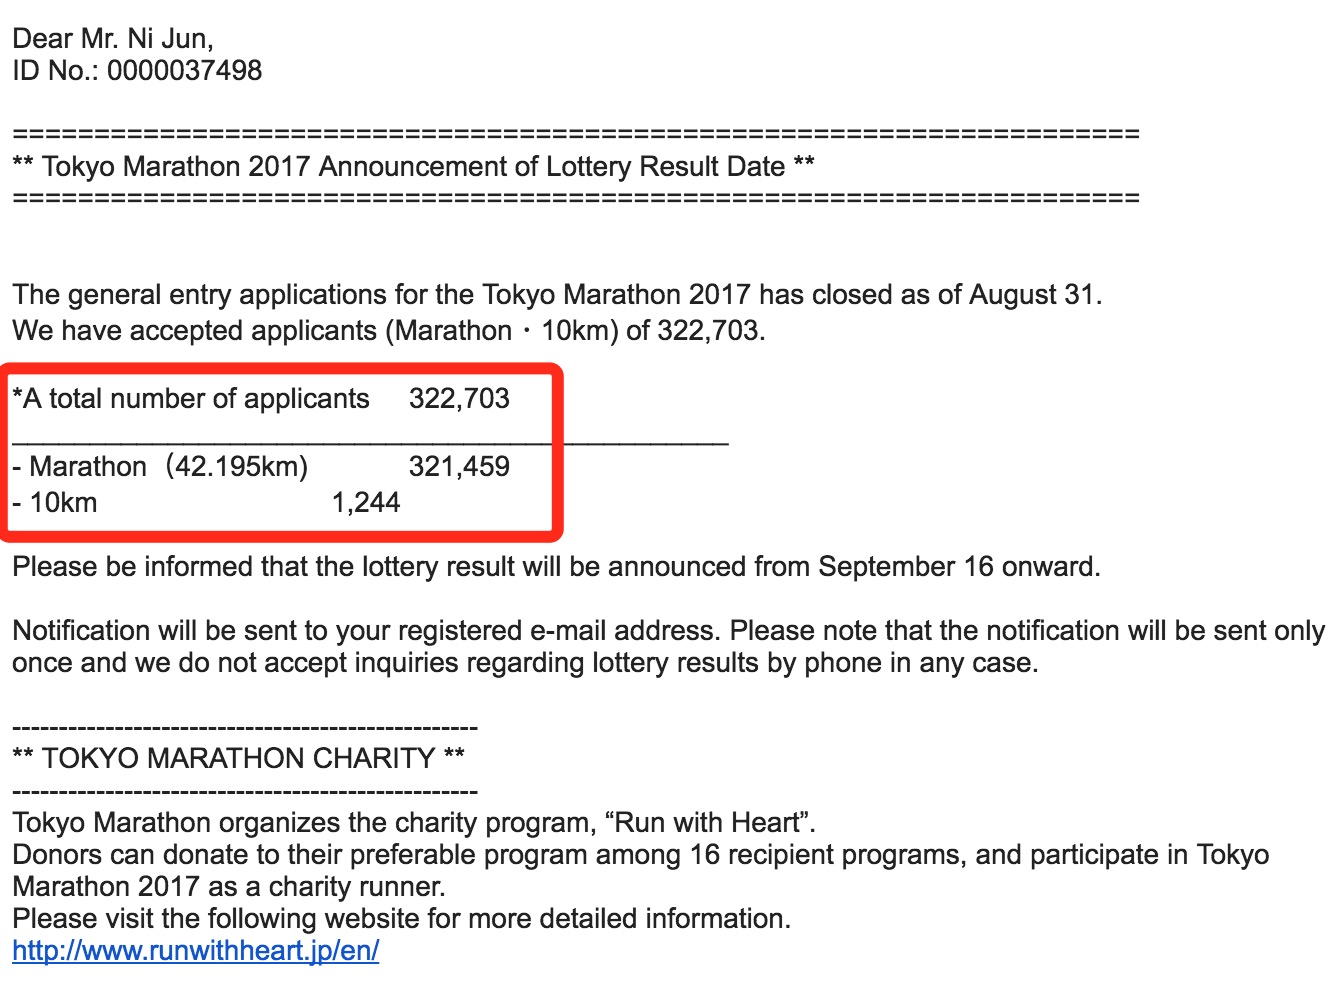 Dear Mr. Ni Jun,
ID No.: 0000037498
=====================================================================
** Tokyo Marathon 2017 Announcement of Lottery Result Date **
=====================================================================
The general entry applications for the Tokyo Marathon 2017 has closed as of August 31.
We have accepted applicants (Marathon・10km) of 322,703.
*A total number of applicants 322,703
- Marathon（42.195km) 321,459
- 10km 1,244
Please be informed that the lottery result will be announced from September 16 onward.
Notification will be sent to your registered e-mail address. Please note that the notification will be sent only
once and we do not accept inquiries regarding lottery results by phone in any case.
--------------------------------------------------
** TOKYO MARATHON CHARITY **
--------------------------------------------------
Tokyo Marathon organizes the charity program, “Run with Heart”.
Donors can donate to their preferable program among 16 recipient programs, and participate in Tokyo
Marathon 2017 as a charity runner.
Please visit the following website for more detailed information.
http://www.runwithheart.jp/en/